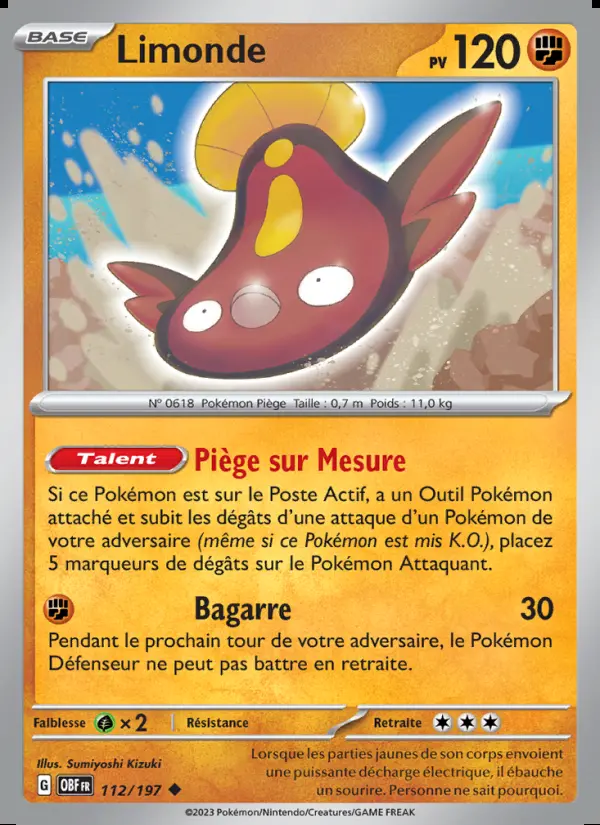 BASE Limonde PV 120
N° 0618 Pokémon Piège Taille : 0,7 m Poids : 11,0 kg
Talent Piège sur Mesure
Si ce Pokémon est sur le Poste Actif, a un Outil Pokémon
attaché et subit les dégâts d'une attaque d'un Pokémon de
votre adversaire (même si ce Pokémon est mis K.O.), placez
5 marqueurs de dégâts sur le Pokémon Attaquant.
Bagarre 30
Pendant le prochain tour de votre adversaire, le Pokémon
Défenseur ne peut pas battre en retraite.
Faiblesse ×2 Résistance Retraite
Illus. Sumiyoshi Kizuki
G OBF FR 112/197
Lorsque les parties jaunes de son corps envoient
une puissante décharge électrique, il ébauche
un sourire. Personne ne sait pourquoi.
©2023 Pokémon/Nintendo/Creatures/GAME FREAK